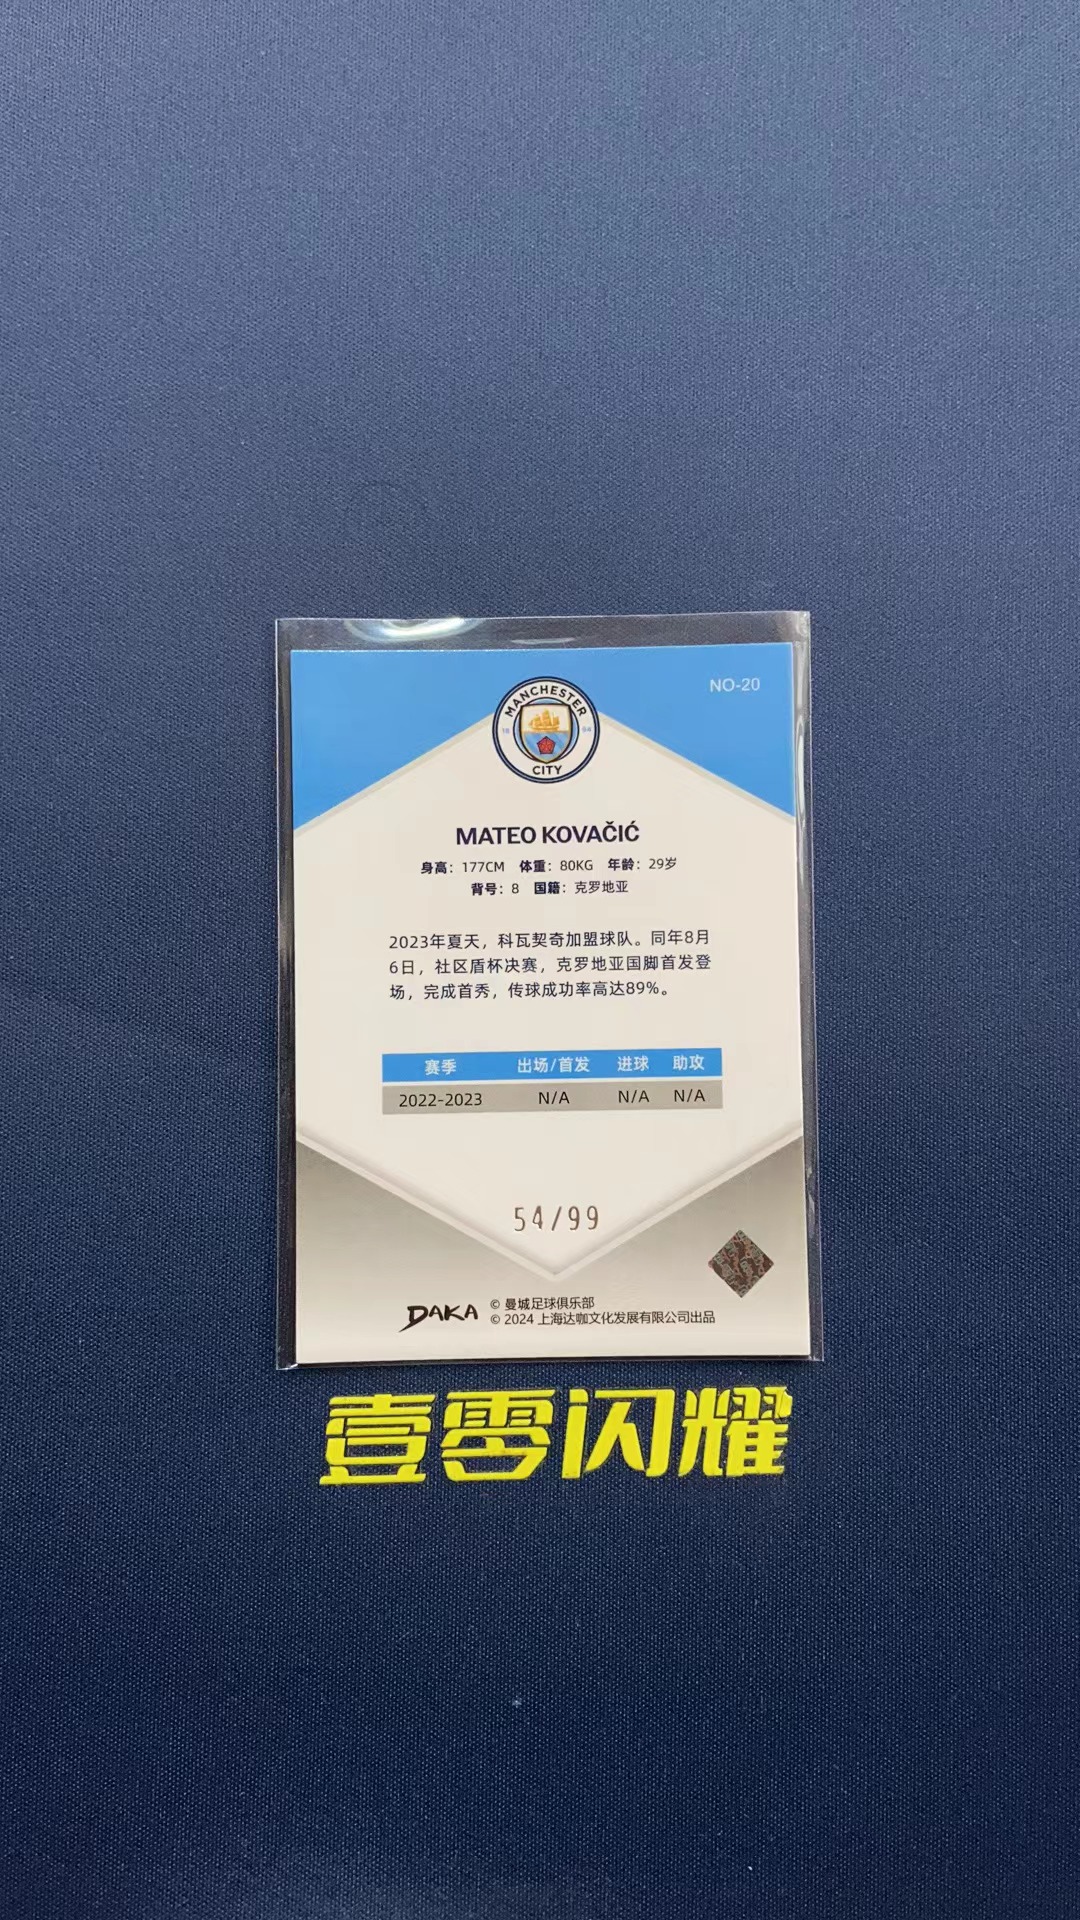 NO-20
MANCHESTER
18 94
CITY
MATEO KOVAČIĆ
身高：177CM 体重：80KG 年龄：29岁
背号：8 国籍：克罗地亚
2023年夏天，科瓦契奇加盟球队。同年8月
6日，社区盾杯决赛，克罗地亚国脚首发登
场，完成首秀，传球成功率高达89%。
赛季 出场/首发 进球 助攻
2022-2023 N/A N/A N/A
54/99
DAKA
© 曼城足球俱乐部
© 2024 上海达咖文化发展有限公司出品
壹零闪耀